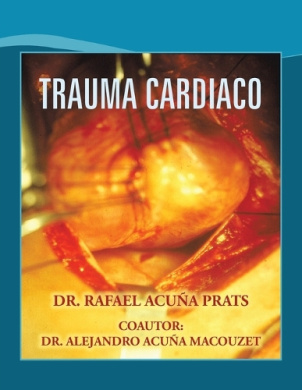 TRAUMA CARDIACO
DR. RAFAEL ACUÑA PRATS
COAUTOR:
DR. ALEJANDRO ACUÑA MACOUZET